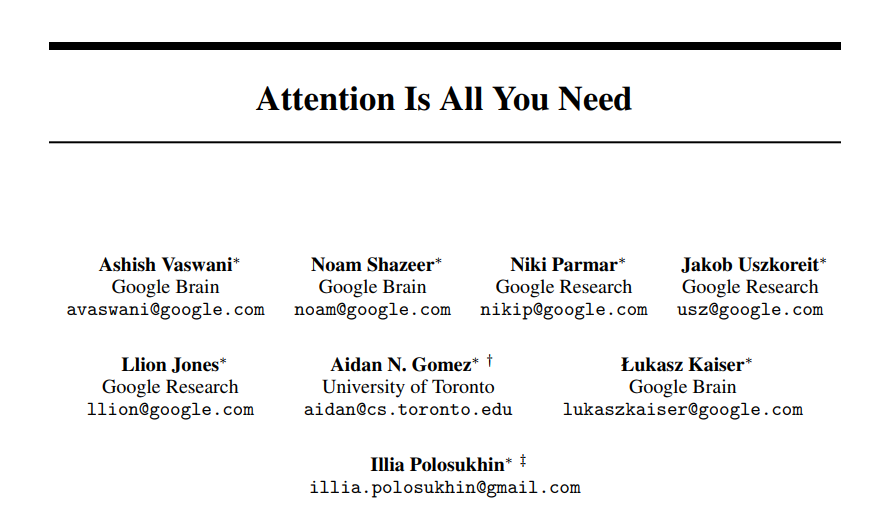 Attention Is All You Need
Ashish Vaswani* Noam Shazeer* Niki Parmar* Jakob Uszkoreit*
Google Brain Google Brain Google Research Google Research
avaswani@google.com noam@google.com nikip@google.com usz@google.com
Llion Jones* Aidan N. Gomez* † Łukasz Kaiser*
Google Research University of Toronto Google Brain
llion@google.com aidan@cs.toronto.edu lukaszkaiser@google.com
Illia Polosukhin* ‡
illia.polosukhin@gmail.com